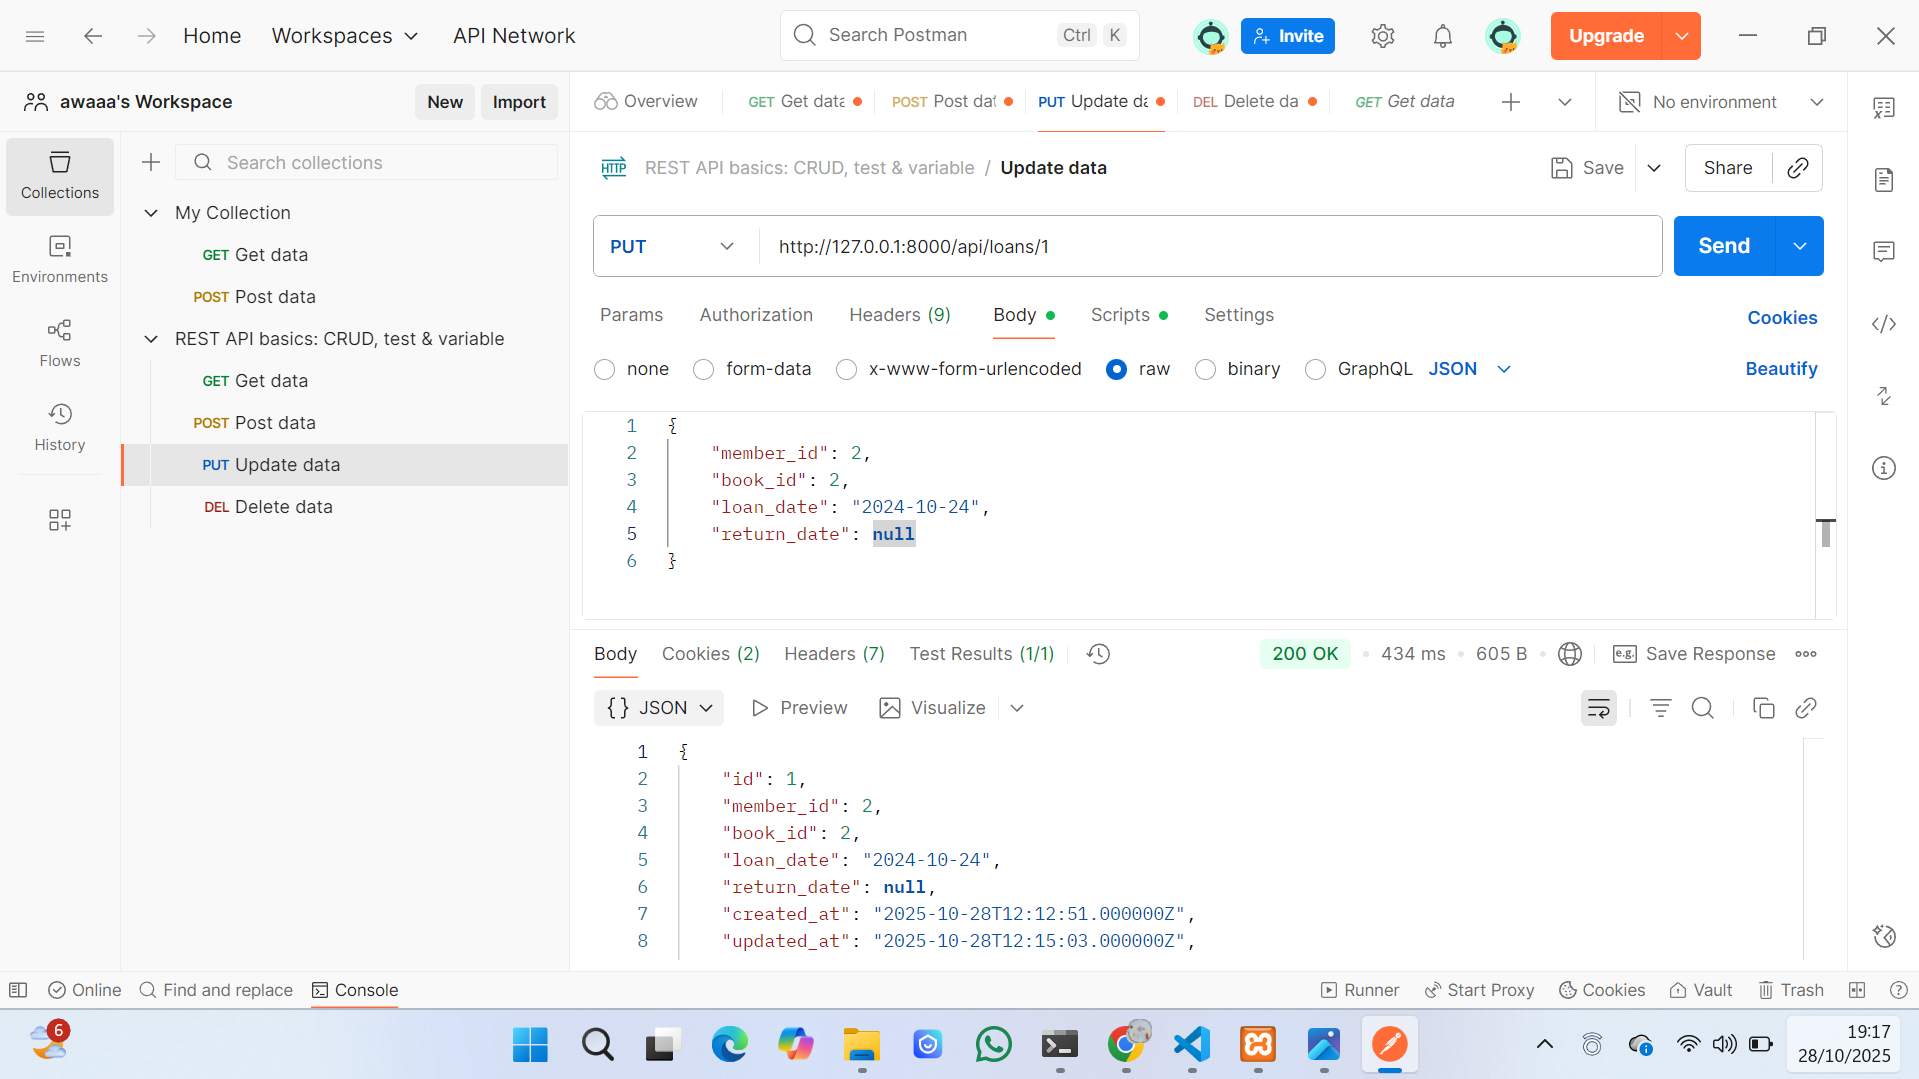 Home Workspaces API Network Search Postman Ctrl K Invite Upgrade
awaaa's Workspace New Import Overview GET Get data POST Post dat PUT Update da DEL Delete da GET Get data No environment
Collections
Environments
Flows
History
Search collections
My Collection
GET Get data
POST Post data
REST API basics: CRUD, test & variable
GET Get data
POST Post data
PUT Update data
DEL Delete data
HTTP REST API basics: CRUD, test & variable / Update data Save Share
PUT http://127.0.0.1:8000/api/loans/1 Send
Params Authorization Headers (9) Body Scripts Settings Cookies
none form-data x-www-form-urlencoded raw binary GraphQL JSON Beautify
1 {
2 "member_id": 2,
3 "book_id": 2,
4 "loan_date": "2024-10-24",
5 "return_date": null
6 }
Body Cookies (2) Headers (7) Test Results (1/1) 200 OK 434 ms 605 B e.g. Save Response
{} JSON Preview Visualize
1 {
2 "id": 1,
3 "member_id": 2,
4 "book_id": 2,
5 "loan_date": "2024-10-24",
6 "return_date": null,
7 "created_at": "2025-10-28T12:12:51.000000Z",
8 "updated_at": "2025-10-28T12:15:03.000000Z",
Online Find and replace Console Runner Start Proxy Cookies Vault Trash
6
19:17
28/10/2025